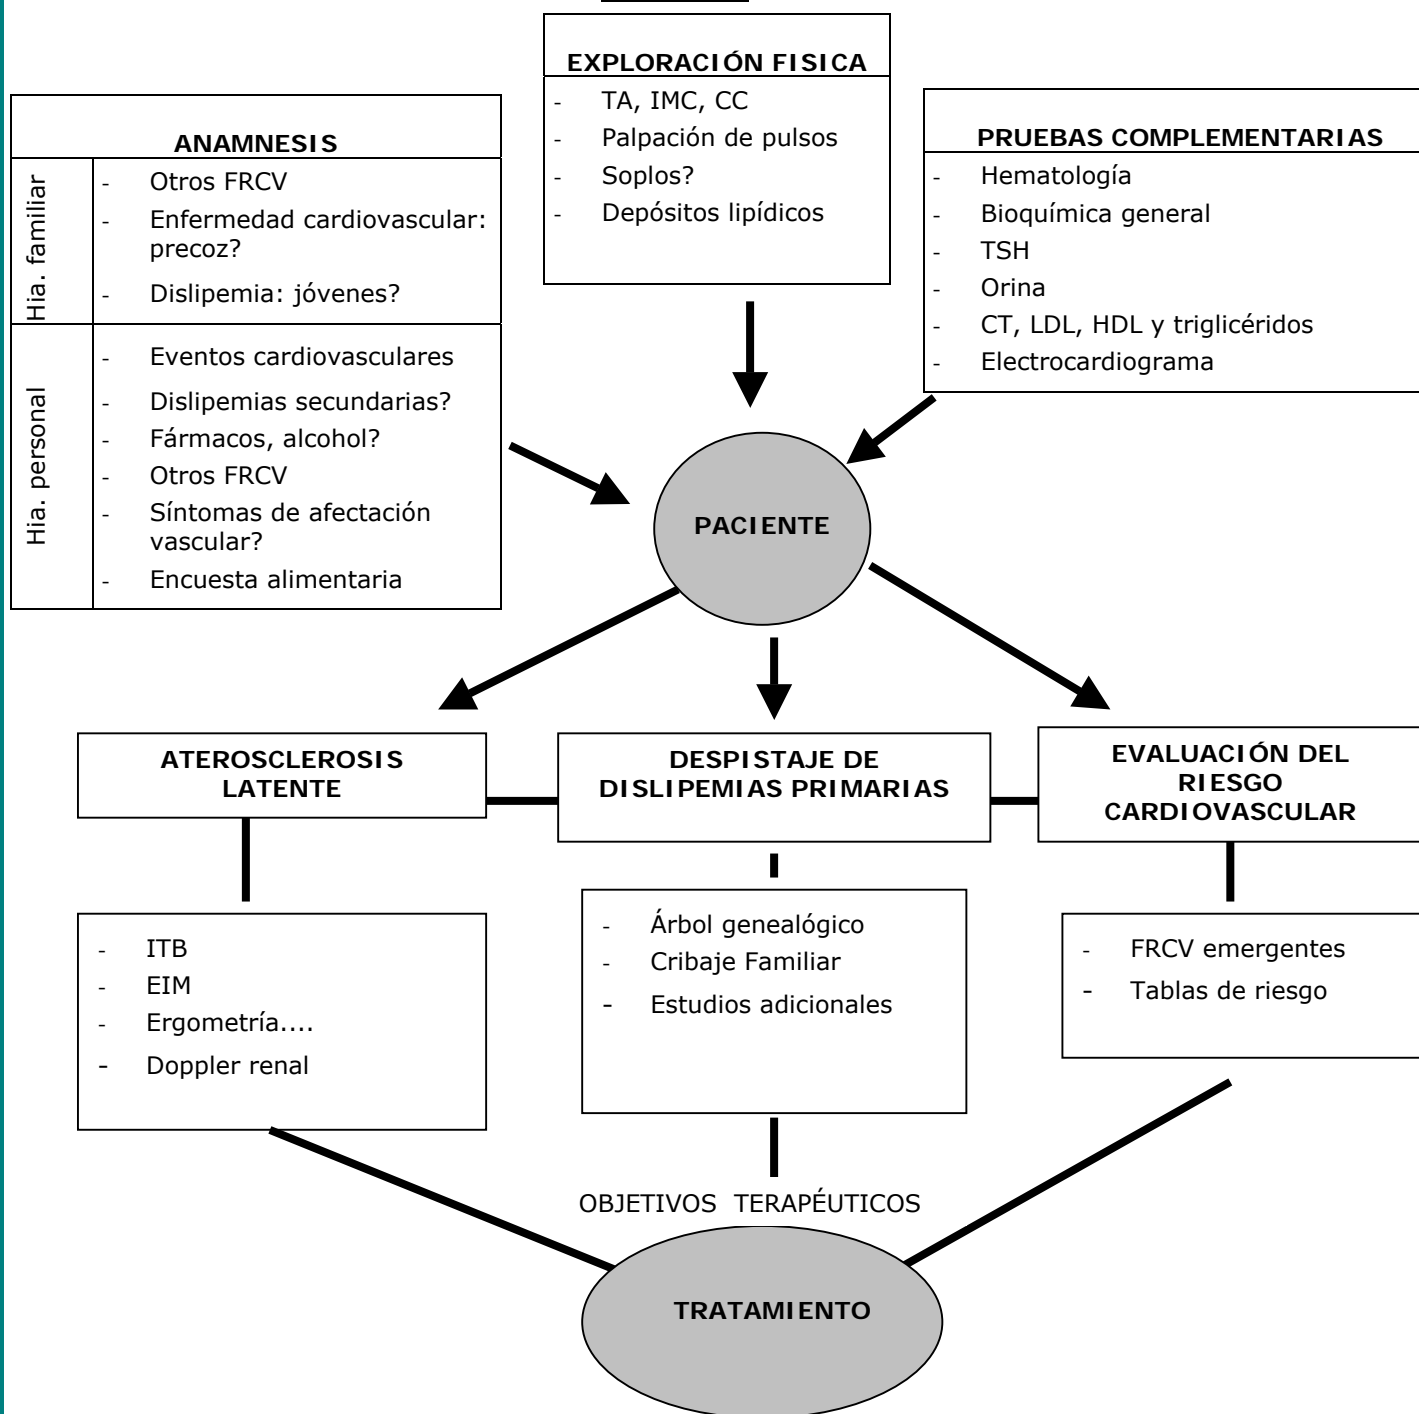 EXPLORACIÓN FISICA
- TA, IMC, CC
- Palpación de pulsos
- Soplos?
- Depósitos lipídicos
ANAMNESIS
Hia. familiar
- Otros FRCV
- Enfermedad cardiovascular:
precoz?
- Dislipemia: jóvenes?
Hia. personal
- Eventos cardiovasculares
- Dislipemias secundarias?
- Fármacos, alcohol?
- Otros FRCV
- Síntomas de afectación
vascular?
- Encuesta alimentaria
PRUEBAS COMPLEMENTARIAS
- Hematología
- Bioquímica general
- TSH
- Orina
- CT, LDL, HDL y triglicéridos
- Electrocardiograma
PACIENTE
ATEROSCLEROSIS
LATENTE
DESPISTAJE DE
DISLIPEMIAS PRIMARIAS
EVALUACIÓN DEL
RIESGO
CARDIOVASCULAR
- ITB
- EIM
- Ergometría....
- Doppler renal
- Árbol genealógico
- Cribaje Familiar
- Estudios adicionales
- FRCV emergentes
- Tablas de riesgo
OBJETIVOS TERAPÉUTICOS
TRATAMIENTO